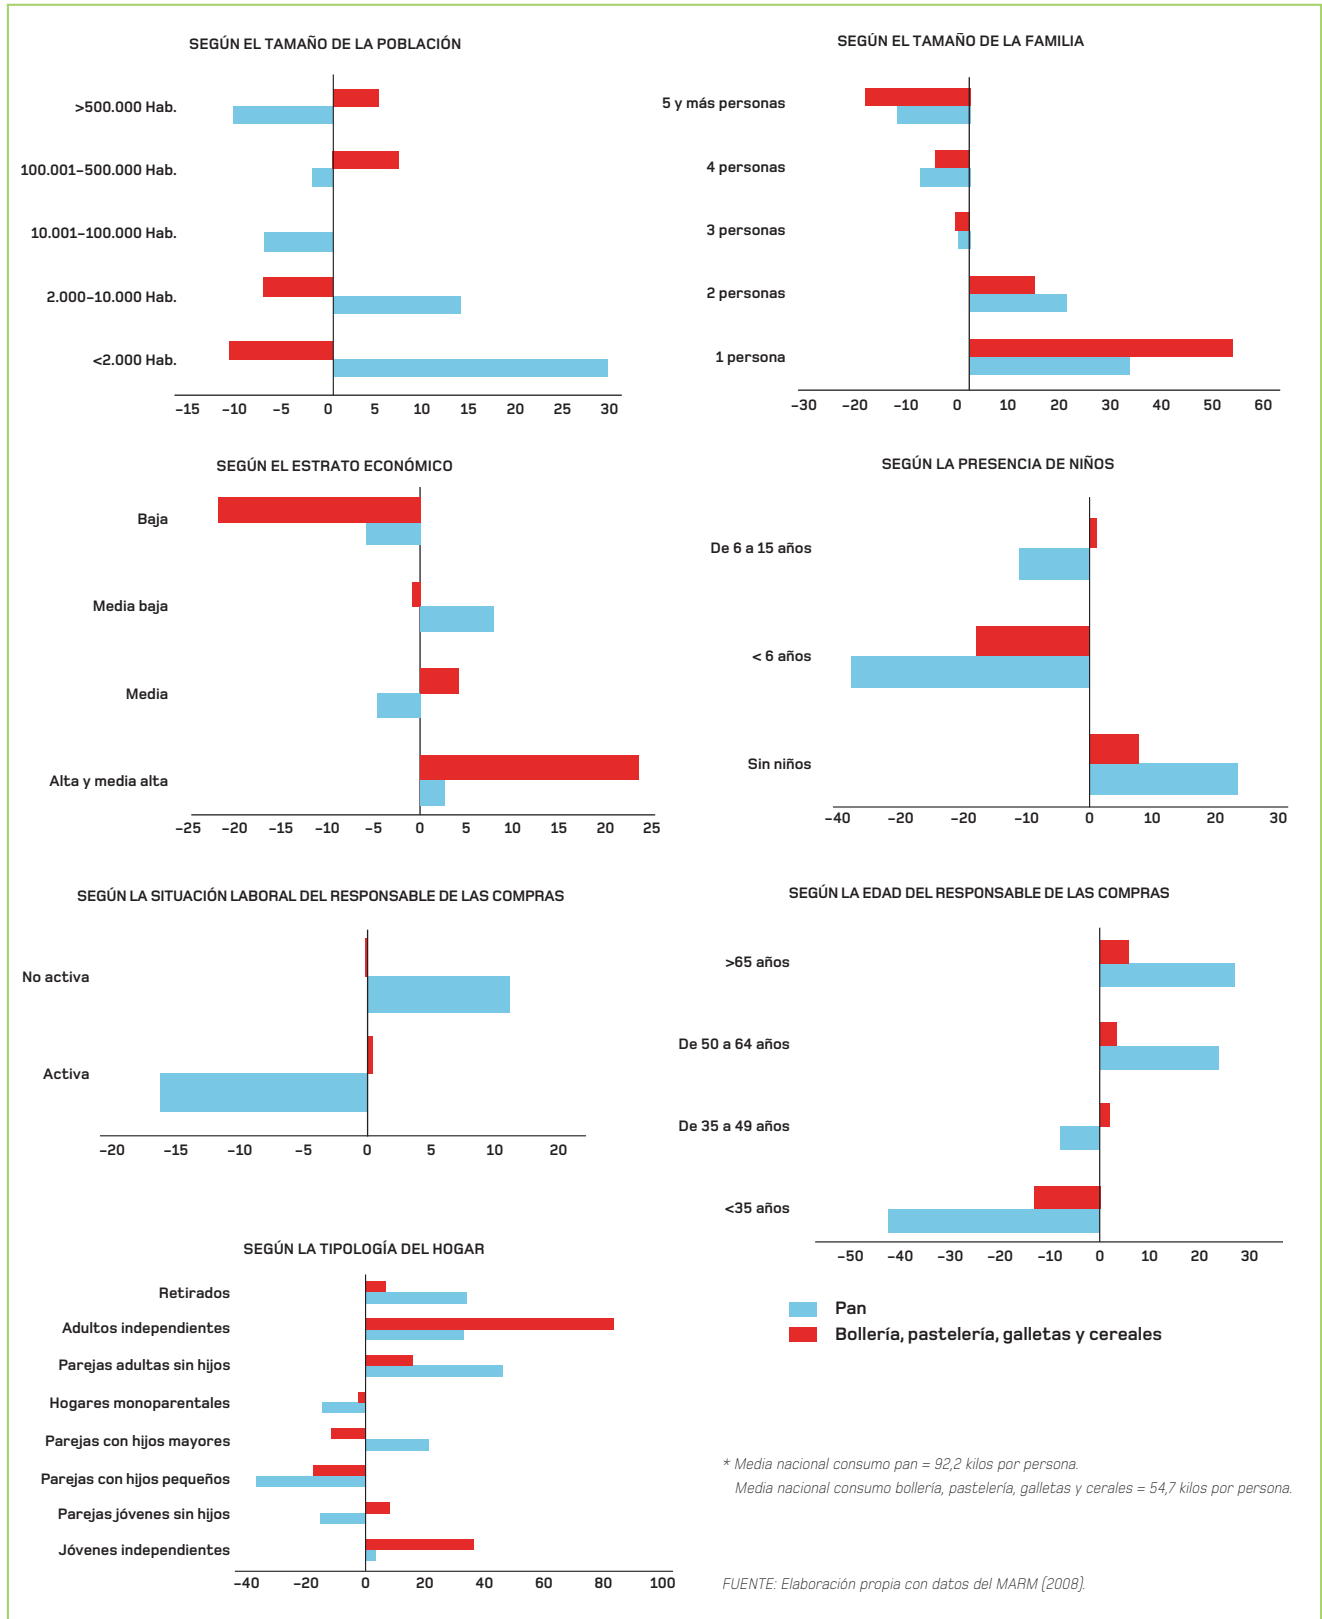 SEGÚN EL TAMAÑO DE LA POBLACIÓN
>500.000 Hab.
100.001–500.000 Hab.
10.001–100.000 Hab.
2.000–10.000 Hab.
<2.000 Hab.
–15 –10 –5 0 5 10 15 20 25 30
SEGÚN EL TAMAÑO DE LA FAMILIA
5 y más personas
4 personas
3 personas
2 personas
1 persona
–30 –20 –10 0 10 20 30 40 50 60
SEGÚN EL ESTRATO ECONÓMICO
Baja
Media baja
Media
Alta y media alta
–25 –20 –15 –10 –5 0 5 10 15 20 25
SEGÚN LA PRESENCIA DE NIÑOS
De 6 a 15 años
< 6 años
Sin niños
–40 –20 –20 –10 0 10 20 30
SEGÚN LA SITUACIÓN LABORAL DEL RESPONSABLE DE LAS COMPRAS
No activa
Activa
–20 –15 –10 –5 0 5 10 20
SEGÚN LA EDAD DEL RESPONSABLE DE LAS COMPRAS
>65 años
De 50 a 64 años
De 35 a 49 años
<35 años
–50 –40 –30 –20 –10 0 10 20 30
SEGÚN LA TIPOLOGÍA DEL HOGAR
Retirados
Adultos independientes
Parejas adultas sin hijos
Hogares monoparentales
Parejas con hijos mayores
Parejas con hijos pequeños
Parejas jóvenes sin hijos
Jóvenes independientes
–40 –20 0 20 40 60 80 100
Pan
Bollería, pastelería, galletas y cereales
* Media nacional consumo pan = 92,2 kilos por persona.
Media nacional consumo bollería, pastelería, galletas y cerales = 54,7 kilos por persona.
FUENTE: Elaboración propia con datos del MARM (2008).